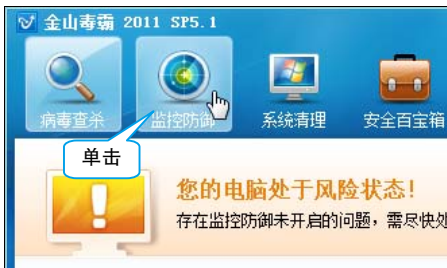 金山毒霸 2011 SP5.1
病毒查杀 监控防御 系统清理 安全百宝箱
单击
您的电脑处于风险状态!
存在监控防御未开启的问题,需尽快处